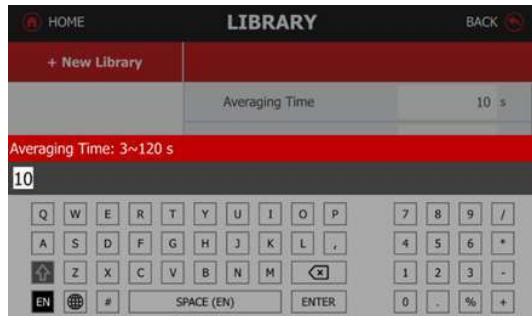 HOME LIBRARY BACK
+ New Library
Averaging Time 10 s
Averaging Time: 3~120 s
10
Q W E R T Y U I O P 7 8 9 /
A S D F G H J K L , 4 5 6 *
Z X C V B N M 1 2 3 -
EN # SPACE (EN) ENTER 0 . % +